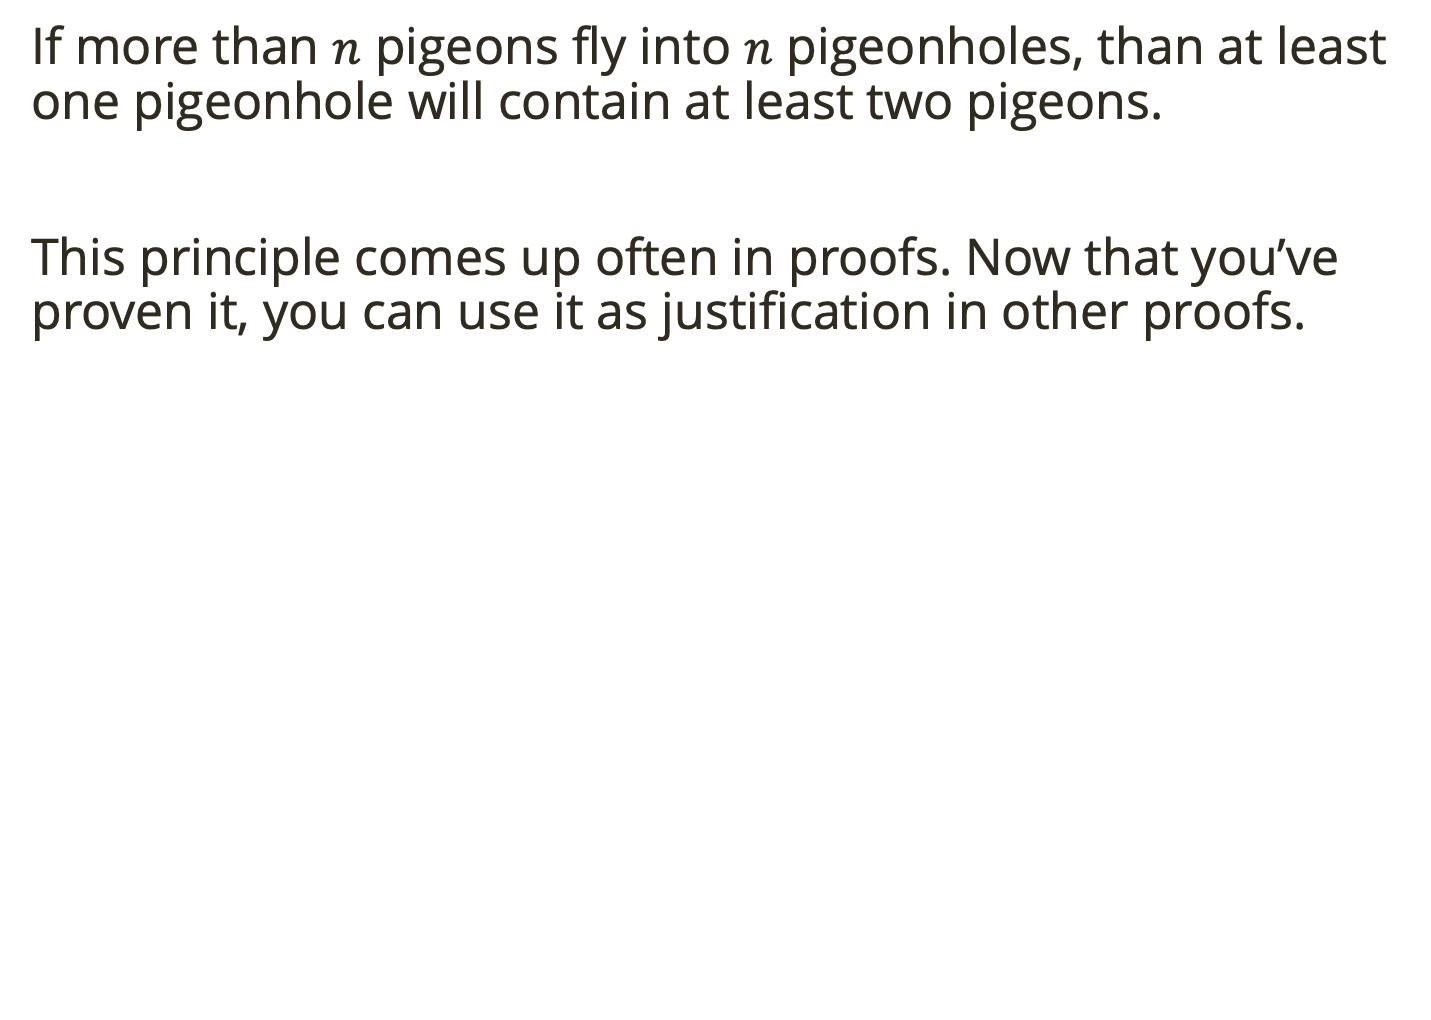 If more than n pigeons fly into n pigeonholes, than at least
one pigeonhole will contain at least two pigeons.
This principle comes up often in proofs. Now that you’ve
proven it, you can use it as justification in other proofs.